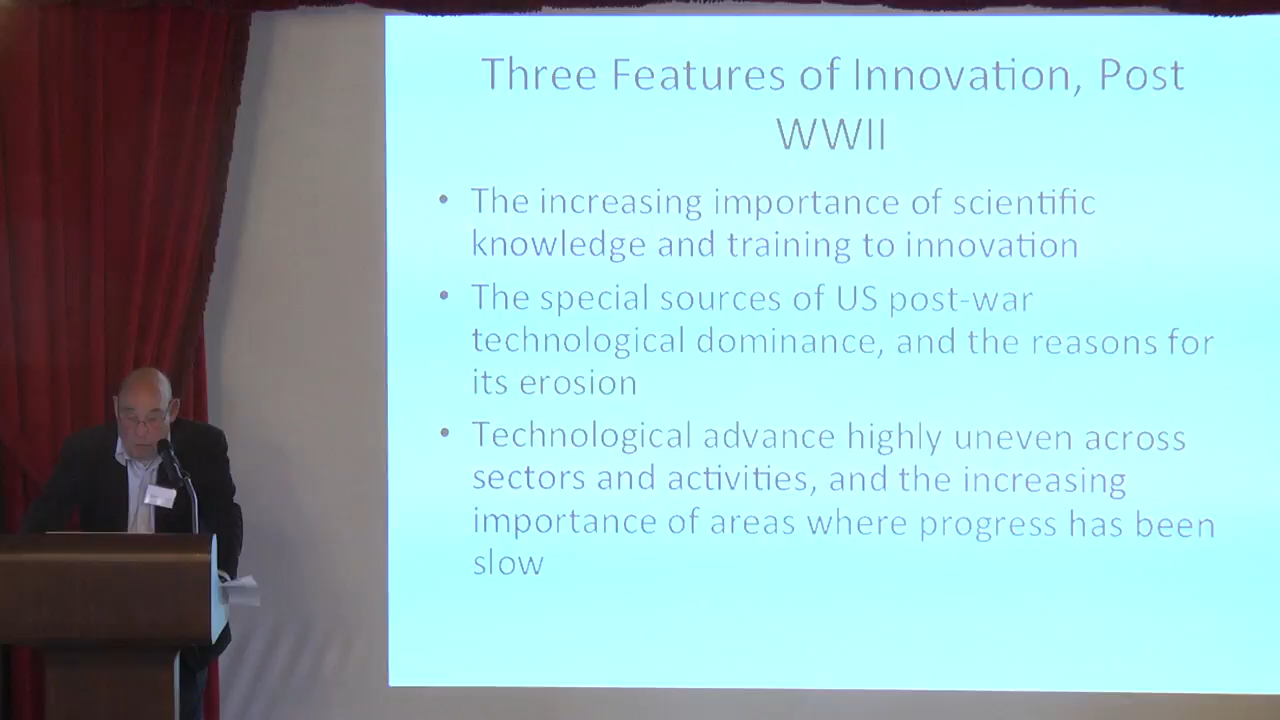 Three Features of Innovation, Post
WWII
• The increasing importance of scientific
knowledge and training to innovation
• The special sources of US post-war
technological dominance, and the reasons for
its erosion
• Technological advance highly uneven across
sectors and activities, and the increasing
importance of areas where progress has been
slow